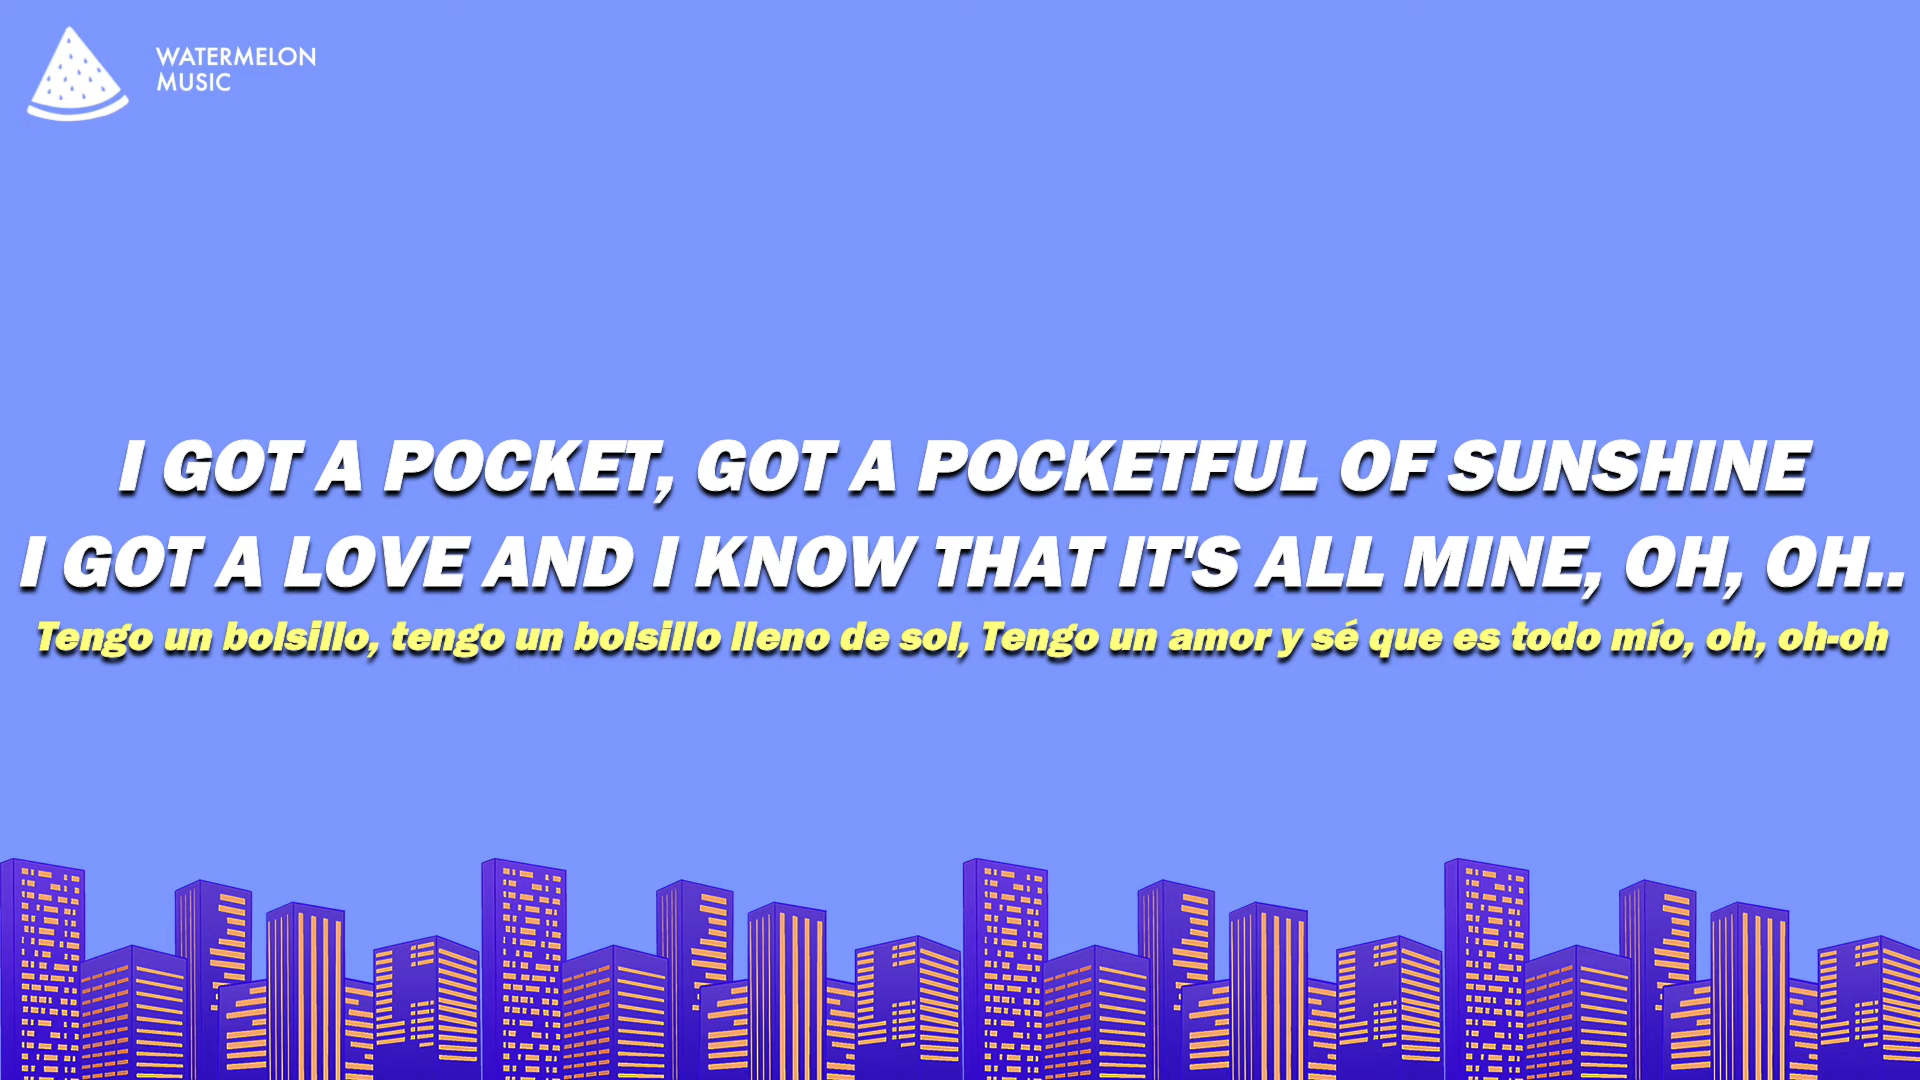 WATERMELON
MUSIC
I GOT A POCKET, GOT A POCKETFUL OF SUNSHINE
I GOT A LOVE AND I KNOW THAT IT'S ALL MINE, OH, OH..
Tengo un bolsillo, tengo un bolsillo lleno de sol, Tengo un amor y sé que es todo mío, oh, oh-oh